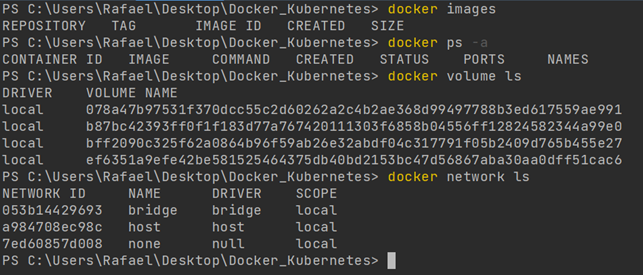 PS C:\Users\Rafael\Desktop\Docker_Kubernetes> docker images
REPOSITORY   TAG       IMAGE ID   CREATED   SIZE
PS C:\Users\Rafael\Desktop\Docker_Kubernetes> docker ps -a
CONTAINER ID   IMAGE     COMMAND   CREATED   STATUS    PORTS     NAMES
PS C:\Users\Rafael\Desktop\Docker_Kubernetes> docker volume ls
DRIVER    VOLUME NAME
local     078a47b97531f370dcc55c2d60262a2c4b2ae368d99497788b3ed617559ae991
local     b87bc42393ff0f1f183d77a767420111303f6858b04556ff12824582344a99e0
local     bff2090c325f62a0864b96f59ab26e32abdf04c317791f05b2409d765b455e27
local     ef6351a9efe42be581525464375db40bd2153bc47d56867aba30aa0dff51cac6
PS C:\Users\Rafael\Desktop\Docker_Kubernetes> docker network ls
NETWORK ID     NAME      DRIVER    SCOPE
053b14429693   bridge    bridge    local
a984708ec98c   host      host      local
7ed60857d008   none      null      local
PS C:\Users\Rafael\Desktop\Docker_Kubernetes>